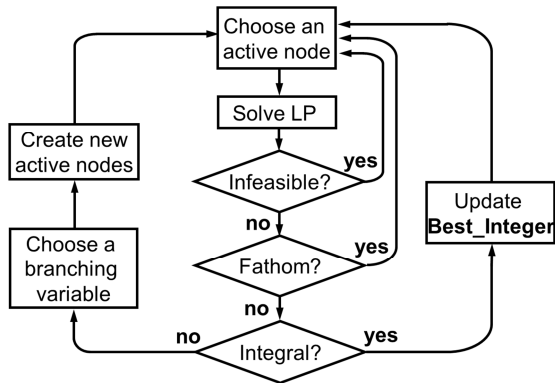 Choose an
active node
Solve LP
Infeasible?
yes
no
Fathom?
yes
no
Integral?
no
yes
Create new
active nodes
Choose a
branching
variable
Update
Best_Integer